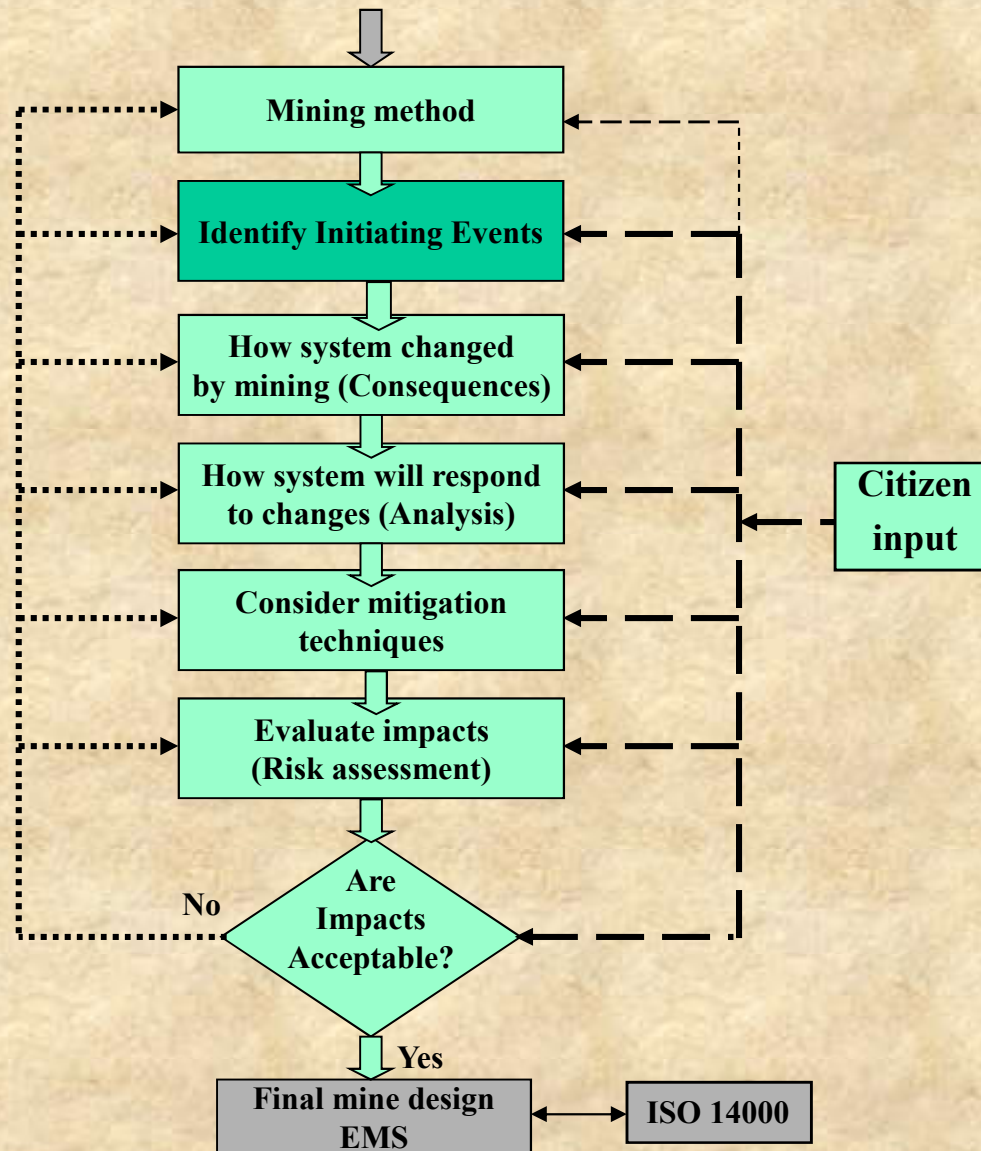 Mining method
Identify Initiating Events
How system changed
by mining (Consequences)
How system will respond
to changes (Analysis)
Citizen
input
Consider mitigation
techniques
Evaluate impacts
(Risk assessment)
No
Are
Impacts
Acceptable?
Yes
Final mine design
EMS
ISO 14000